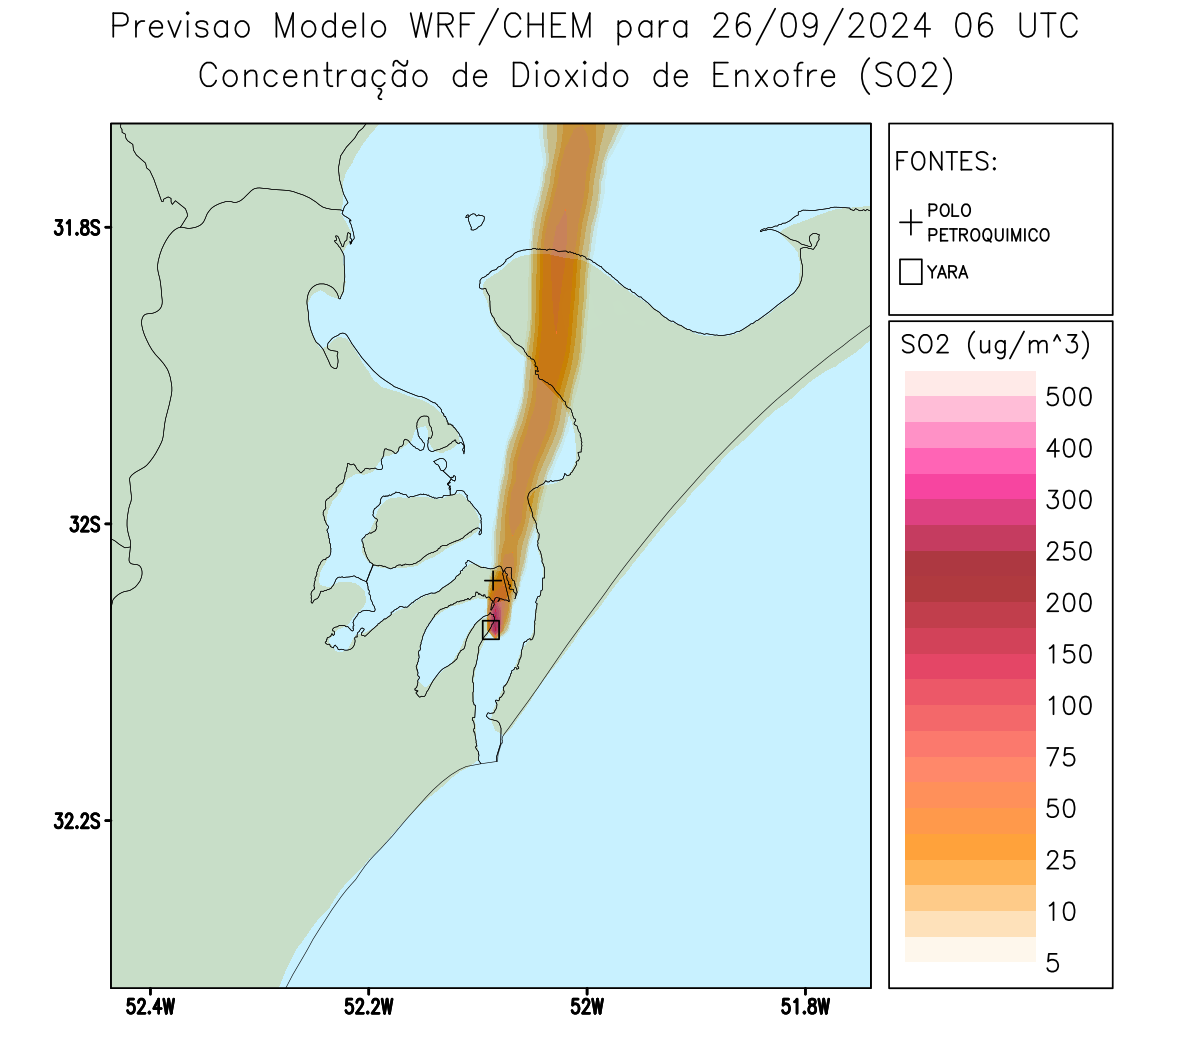 Previsao Modelo WRF/CHEM para 26/09/2024 06 UTC
Concentração de Dioxido de Enxofre (SO2)
FONTES:
POLO
PETROQUIMICO
YARA
SO2 (ug/m^3)
500
400
300
250
200
150
100
75
50
25
10
5
31.8S
32S
32.2S
52.4W
52.2W
52W
51.8W